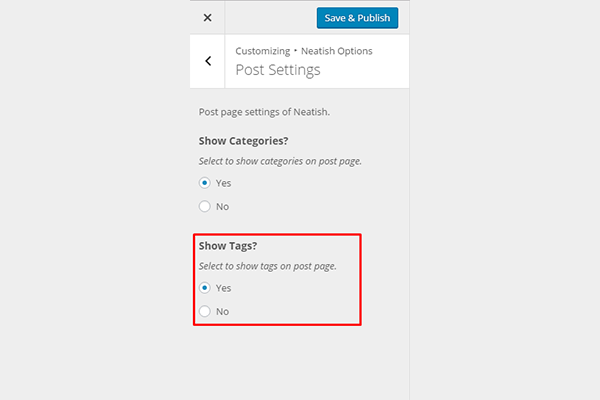 Save & Publish
Customizing • Neatish Options
Post Settings
Post page settings of Neatish.
Show Categories?
Select to show categories on post page.
Yes
No
Show Tags?
Select to show tags on post page.
Yes
No